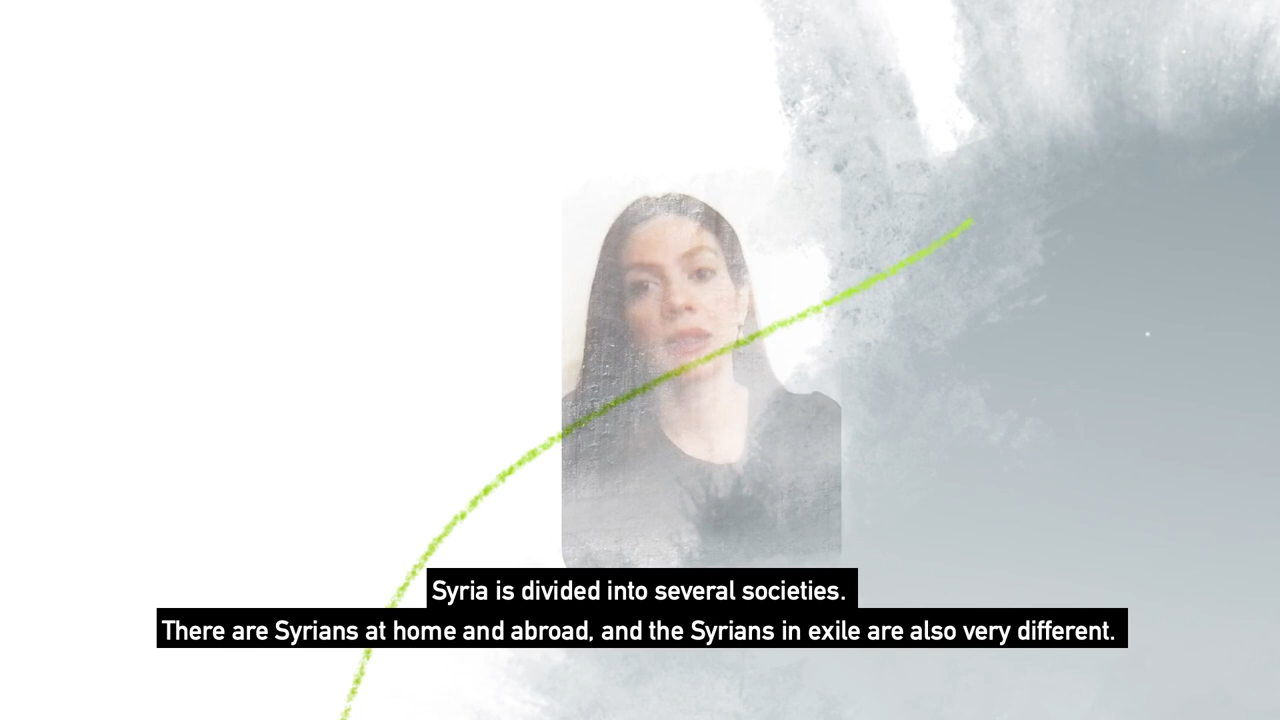 Syria is divided into several societies.
There are Syrians at home and abroad, and the Syrians in exile are also very different.